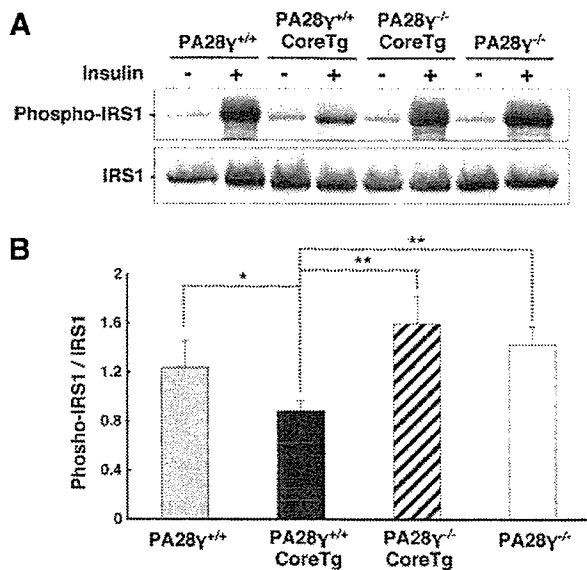 A
PA28γ+/+
PA28γ+/+ CoreTg
PA28γ-/- CoreTg
PA28γ-/-
Insulin - + - + - + - +
Phospho-IRS1
IRS1
B
Phosho-IRS1 / IRS1
2
1.6
1.2
0.8
0.4
0
*
**
**
PA28γ+/+
PA28γ+/+ CoreTg
PA28γ-/- CoreTg
PA28γ-/-